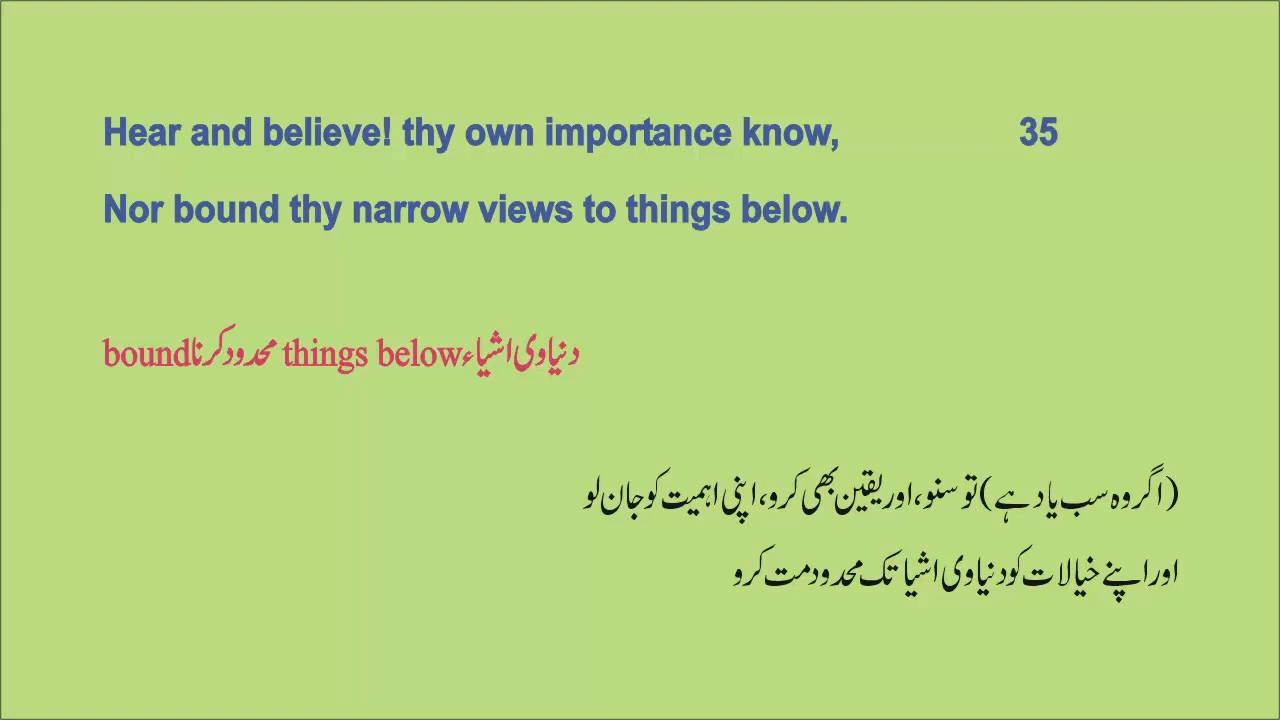 Hear and believe! thy own importance know, 35
Nor bound thy narrow views to things below.
bound محدود کرنا things below دنیاوی اشیاء
(اگر وہ سب یاد ہے) تو سنو، اور یقین بھی کرو، اپنی اہمیت کو جان لو
اور اپنے خیالات کو دنیاوی اشیا تک محدود مت کرو